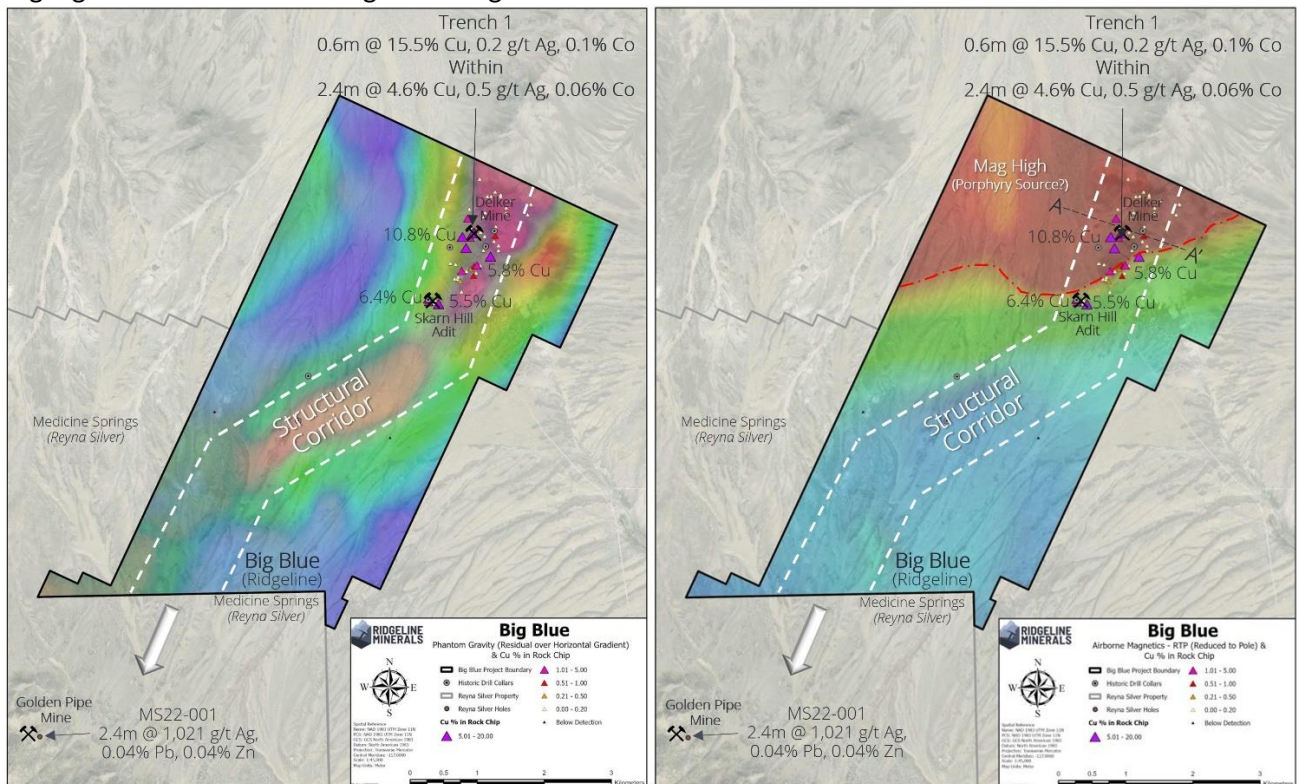 Trench 1
0.6m @ 15.5% Cu, 0.2 g/t Ag, 0.1% Co
Within
2.4m @ 4.6% Cu, 0.5 g/t Ag, 0.06% Co
Delker
Mine
10.8% Cu
5.8% Cu
6.4% Cu
5.5% Cu
Skarn Hill
Adit
Structural
Corridor
Medicine Springs
(Reyna Silver)
Big Blue
(Ridgeline)
Medicine Springs
(Reyna Silver)
Golden Pipe
Mine
MS22-001
2.4m @ 1,021 g/t Ag,
0.04% Pb, 0.04% Zn
RIDGELINE
MINERALS
Big Blue
Phantom Gravity (Residual over Horizontal Gradient)
& Cu % in Rock Chip
N
W
E
S
Big Blue Project Boundary
Historic Drill Collars
Reyna Silver Property
Reyna Silver Holes
Cu % in Rock Chip
5.01 - 20.00
1.01 - 5.00
0.51 - 1.00
0.21 - 0.50
0.00 - 0.20
Below Detection
0 0.5 1 2 3
Kilometers
Trench 1
0.6m @ 15.5% Cu, 0.2 g/t Ag, 0.1% Co
Within
2.4m @ 4.6% Cu, 0.5 g/t Ag, 0.06% Co
Mag High
(Porphyry Source?)
A
Delker
Mine
10.8% Cu
A'
5.8% Cu
6.4% Cu
5.5% Cu
Skarn Hill
Adit
Structural
Corridor
Medicine Springs
(Reyna Silver)
Big Blue
(Ridgeline)
Medicine Springs
(Reyna Silver)
Golden Pipe
Mine
MS22-001
2.4m @ 1,021 g/t Ag,
0.04% Pb, 0.04% Zn
RIDGELINE
MINERALS
Big Blue
Airborne Magnetics - RTP (Reduced to Pole) &
Cu % in Rock Chip
N
W
E
S
Big Blue Project Boundary
Historic Drill Collars
Reyna Silver Property
Reyna Silver Holes
Cu % in Rock Chip
5.01 - 20.00
1.01 - 5.00
0.51 - 1.00
0.21 - 0.50
0.00 - 0.20
Below Detection
0 0.5 1 2 3
Kilometers